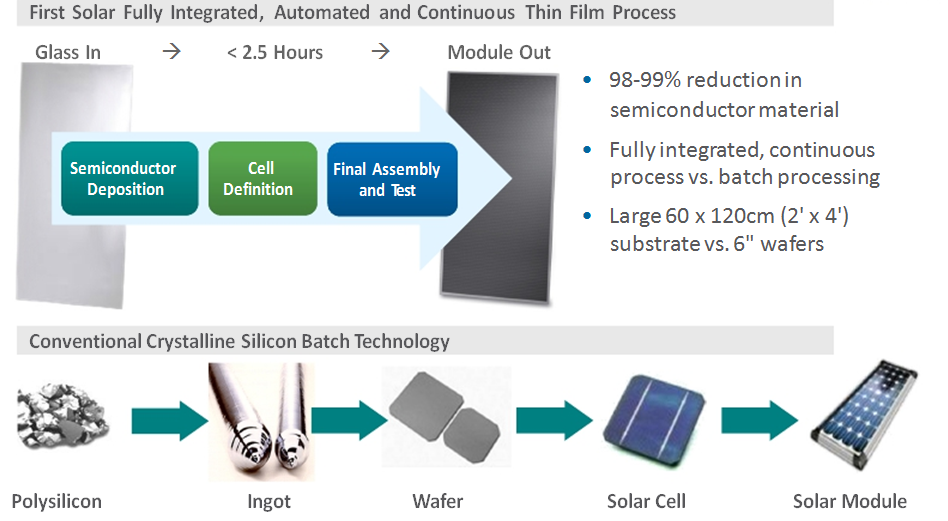 First Solar Fully Integrated, Automated and Continuous Thin Film Process
Glass In → < 2.5 Hours → Module Out
Semiconductor
Deposition
Cell
Definition
Final Assembly
and Test
• 98-99% reduction in
semiconductor material
• Fully integrated, continuous
process vs. batch processing
• Large 60 x 120cm (2' x 4')
substrate vs. 6" wafers
Conventional Crystalline Silicon Batch Technology
Polysilicon
Ingot
Wafer
Solar Cell
Solar Module